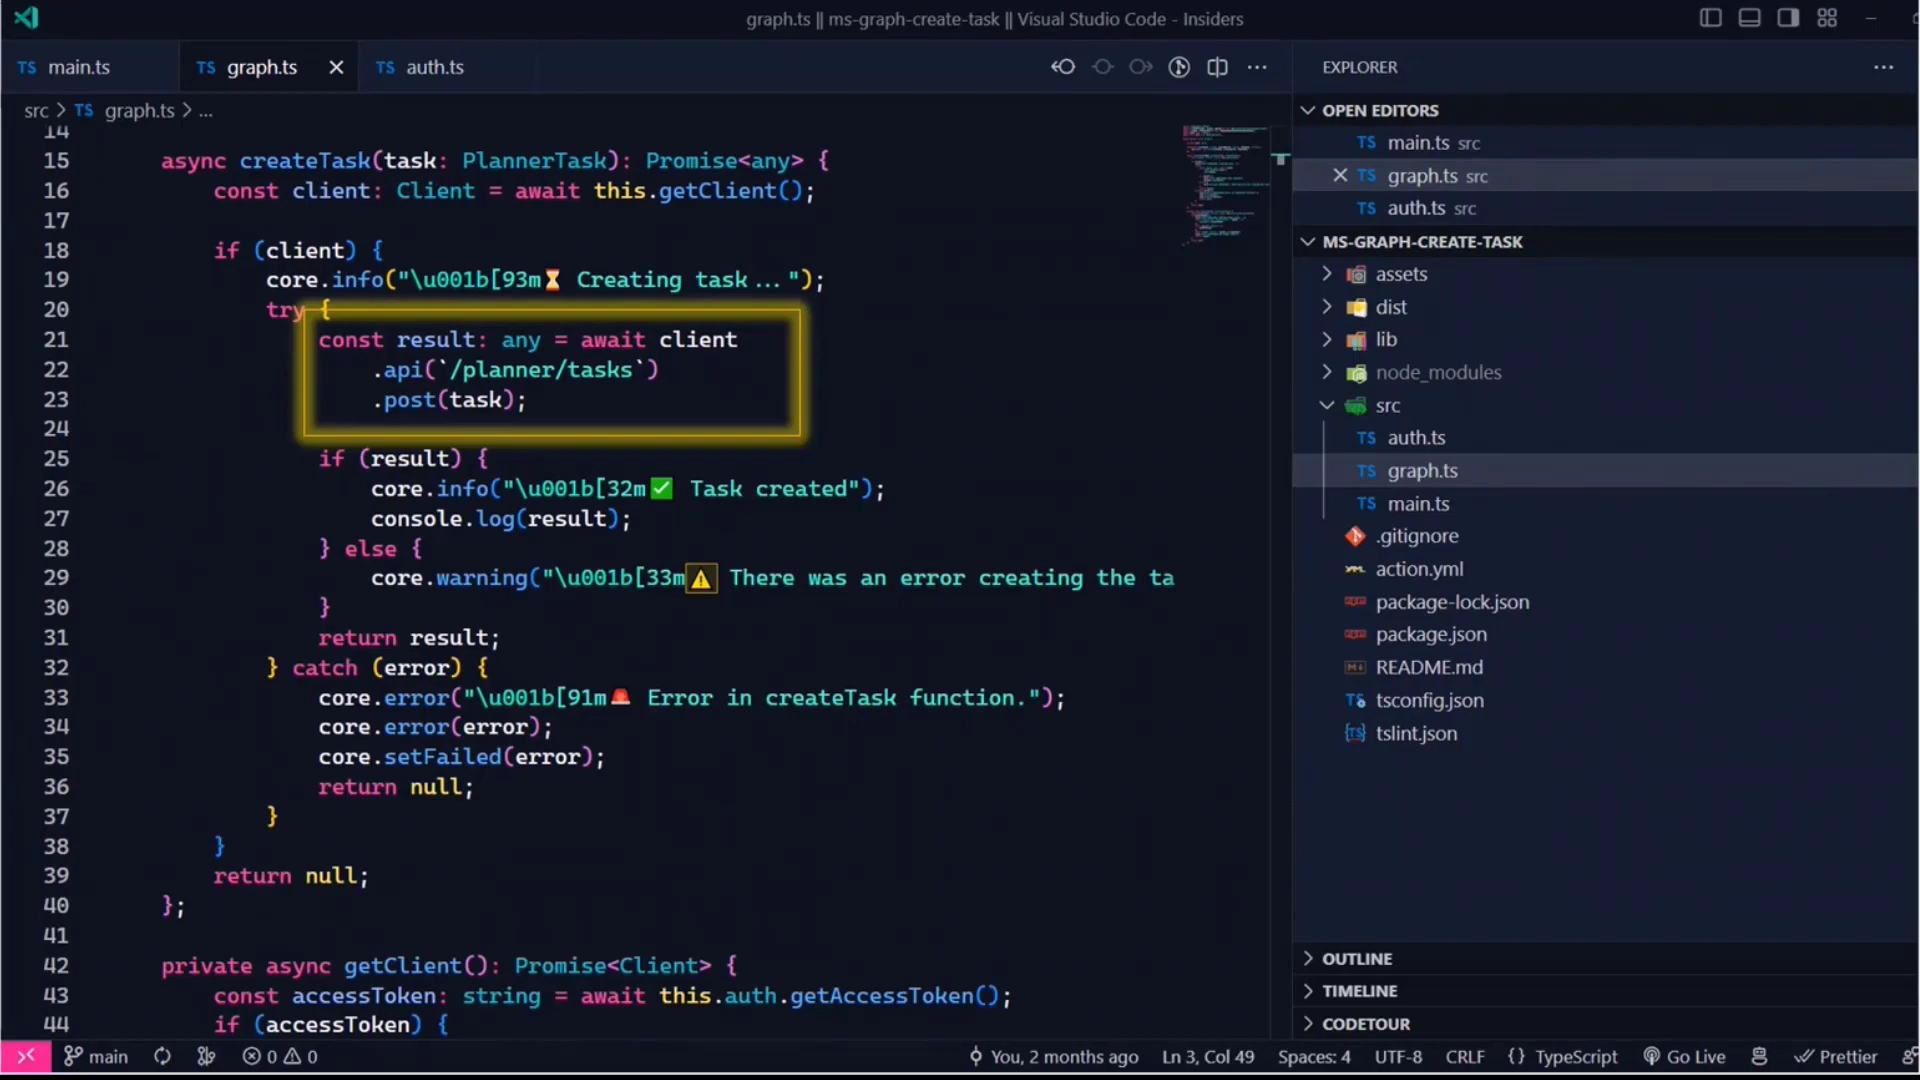 graph.ts || ms-graph-create-task || Visual Studio Code - Insiders
TS main.ts
TS graph.ts
TS auth.ts
src > TS graph.ts > ...
14
15 async createTask(task: PlannerTask): Promise<any> {
16 const client: Client = await this.getClient();
17
18 if (client) {
19 core.info("\u001b[93m⏳ Creating task...");
20 try {
21 const result: any = await client
22 .api(`/planner/tasks`)
23 .post(task);
24
25 if (result) {
26 core.info("\u001b[32m✅ Task created");
27 console.log(result);
28 } else {
29 core.warning("\u001b[33m⚠ There was an error creating the ta
30 }
31 return result;
32 } catch (error) {
33 core.error("\u001b[91m🚨 Error in createTask function.");
34 core.error(error);
35 core.setFailed(error);
36 return null;
37 }
38 }
39 return null;
40 };
41
42 private async getClient(): Promise<Client> {
43 const accessToken: string = await this.auth.getAccessToken();
44 if (accessToken) {
EXPLORER
OPEN EDITORS
TS main.ts src
TS graph.ts src
TS auth.ts src
MS-GRAPH-CREATE-TASK
assets
dist
lib
node_modules
src
TS auth.ts
TS graph.ts
TS main.ts
.gitignore
action.yml
package-lock.json
package.json
README.md
tsconfig.json
tslint.json
OUTLINE
TIMELINE
CODETOUR
main
0
0
You, 2 months ago
Ln 3, Col 49
Spaces: 4
UTF-8
CRLF
{} TypeScript
Go Live
Prettier